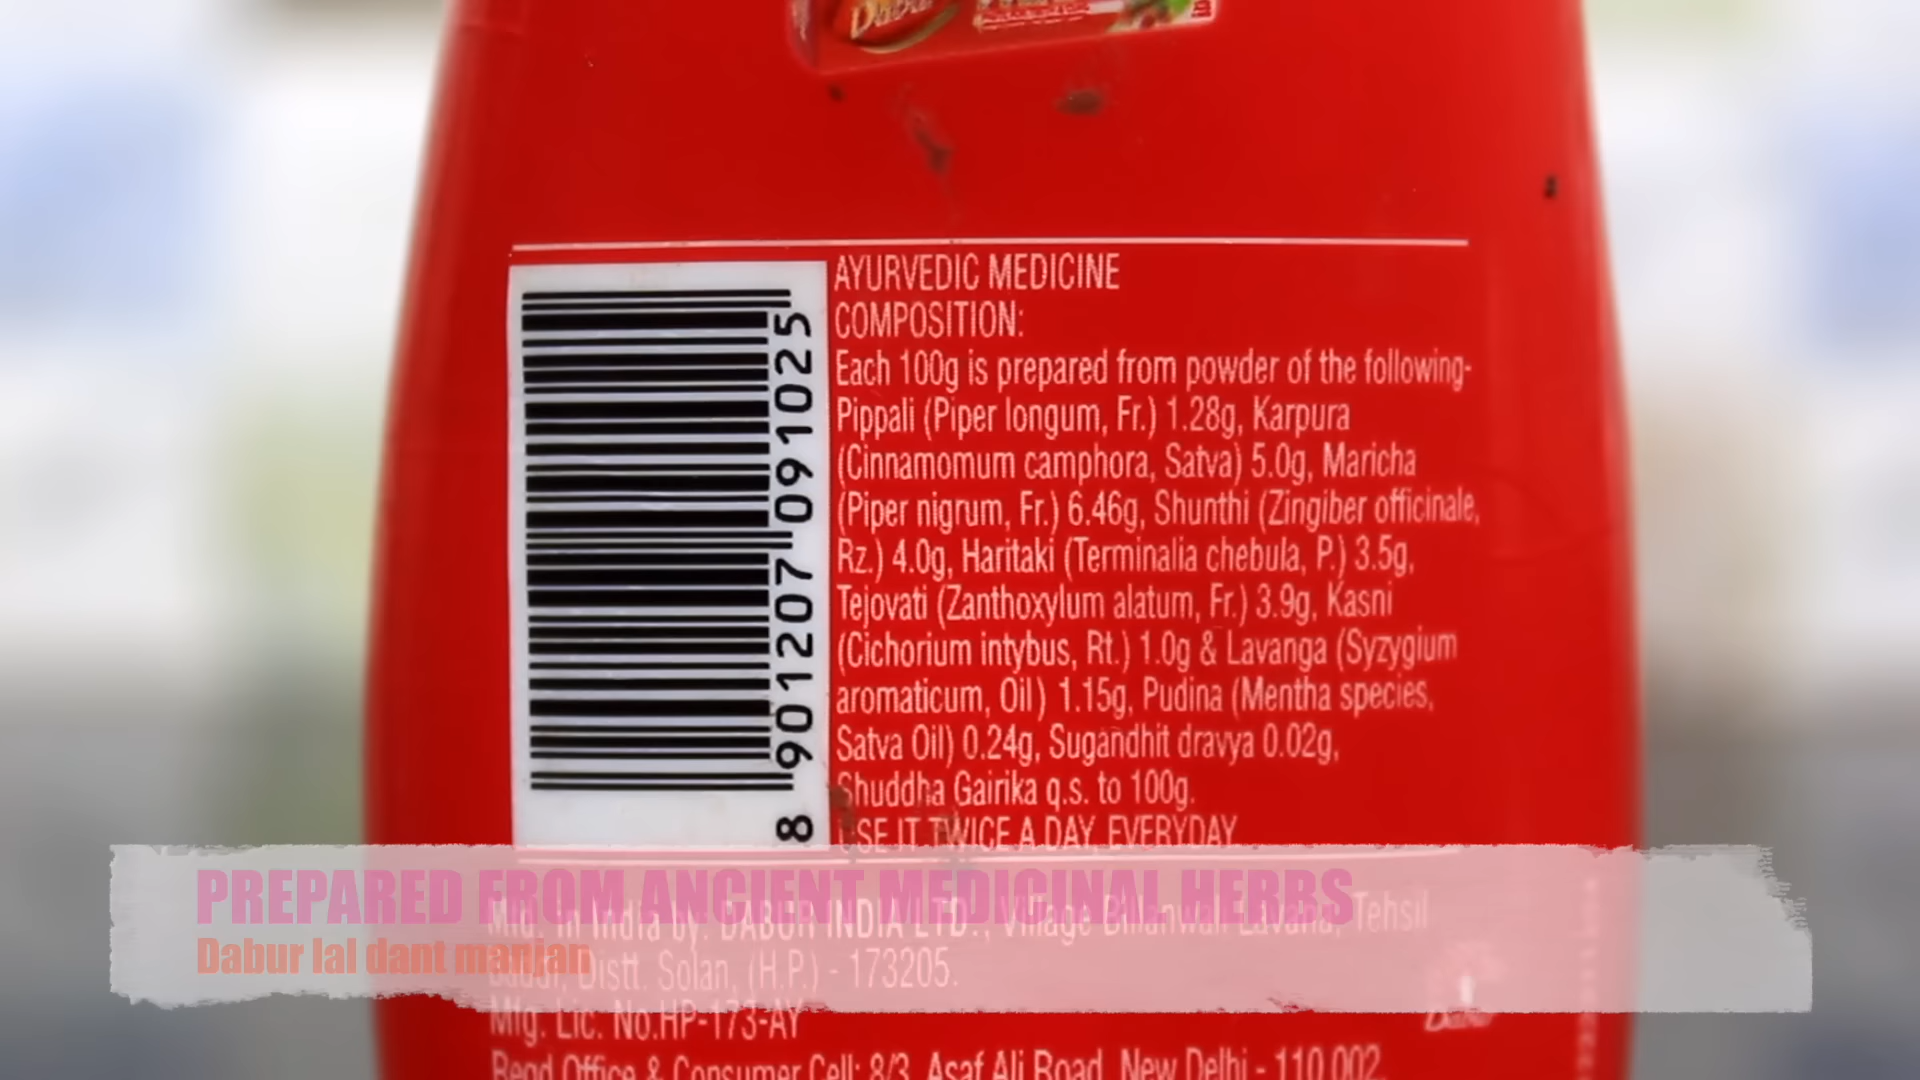 Dabur
AYURVEDIC MEDICINE
COMPOSITION:
Each 100g is prepared from powder of the following-
Pippali (Piper longum, Fr.) 1.28g, Karpura
(Cinnamomum camphora, Satva) 5.0g, Maricha
(Piper nigrum, Fr.) 6.46g, Shunthi (Zingiber officinale,
Rz.) 4.0g, Haritaki (Terminalia chebula, P.) 3.5g,
Tejovati (Zanthoxylum alatum, Fr.) 3.9g, Kasni
(Cichorium intybus, Rt.) 1.0g & Lavanga (Syzygium
aromaticum, Oil) 1.15g, Pudina (Mentha species,
Satva Oil) 0.24g, Sugandhit dravya 0.02g,
Shuddha Gairika q.s. to 100g.
USE IT TWICE A DAY, EVERYDAY
8 901207 091025
PREPARED FROM ANCIENT MEDICINAL HERBS
Dabur lal dant manjan
Mfd. in India by: DABUR INDIA LTD., Village Lavana, Tehsil
Distt. Solan, (H.P.) - 173205.
Mfg. Lic. No.HP-173-AY
Regd Office & Consumer Cell: 8/3, Asaf Ali Road, New Delhi - 110 002.
Dabur